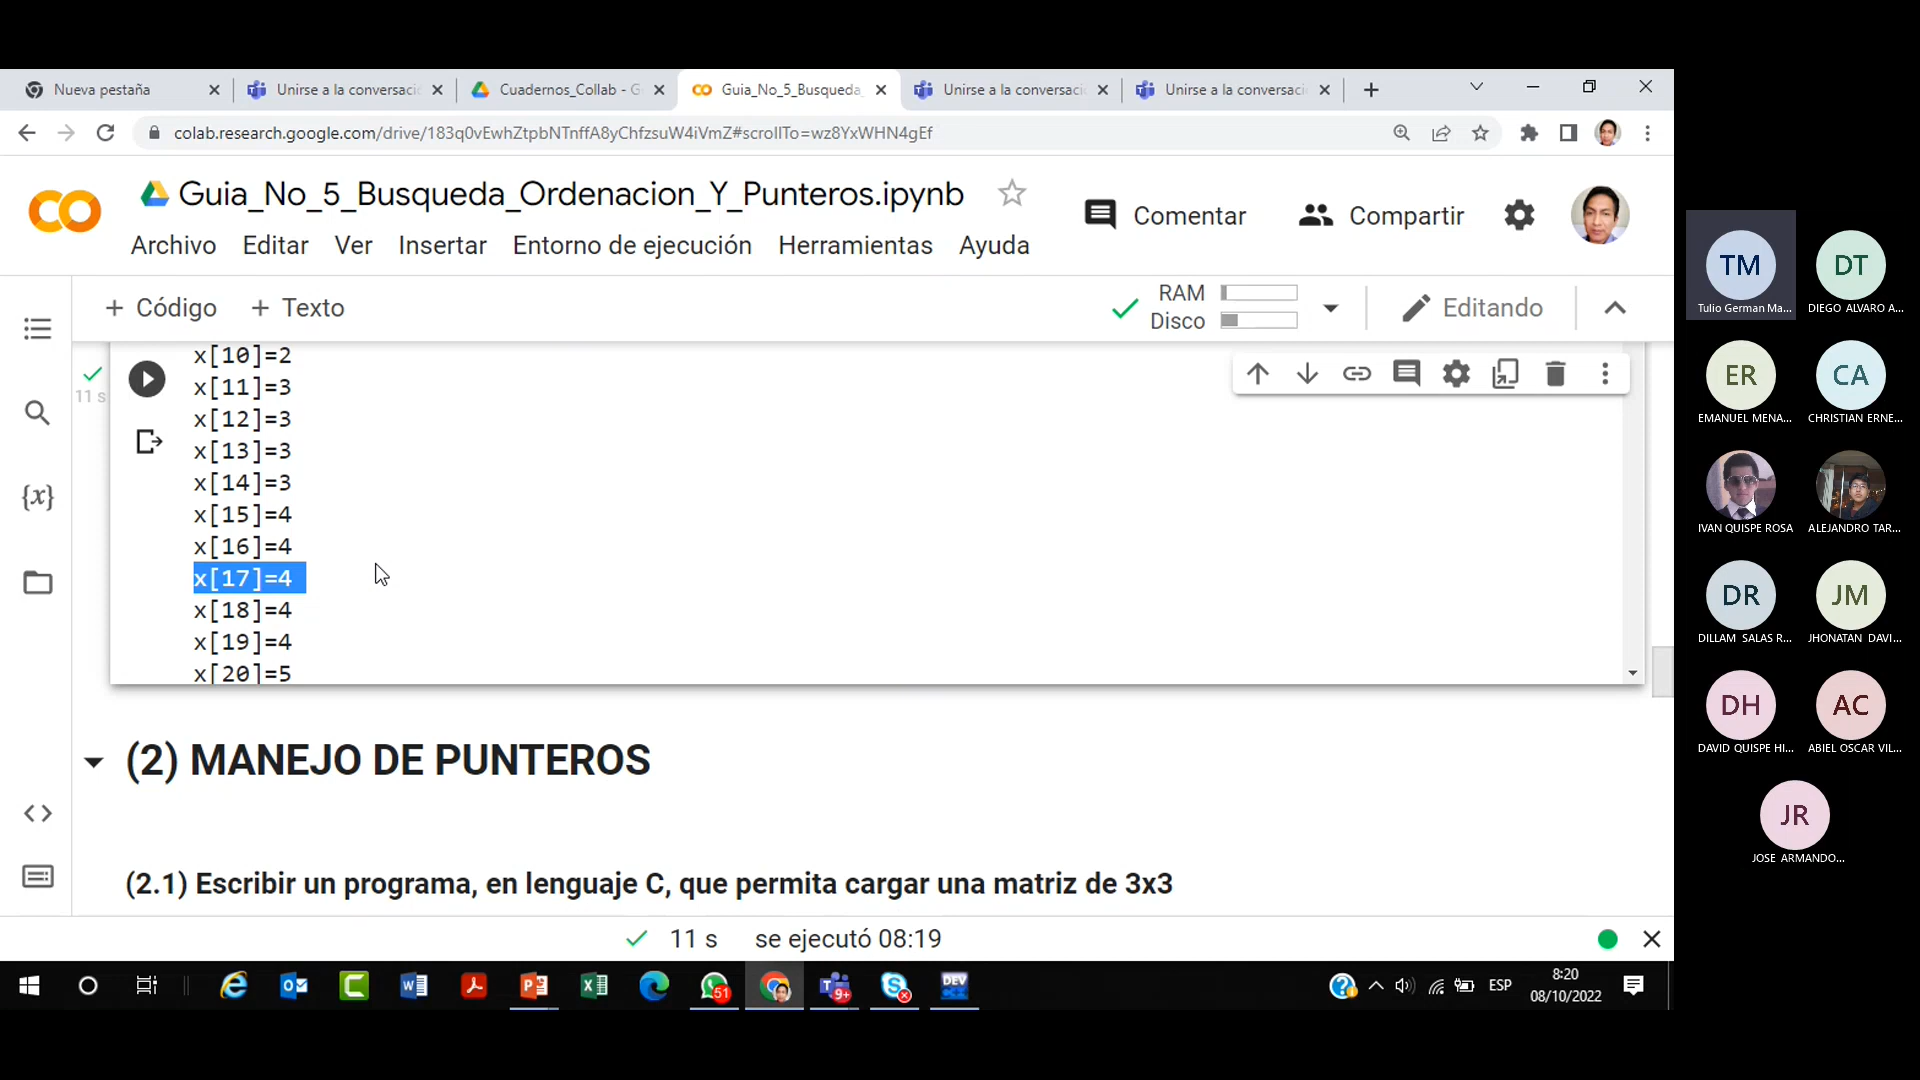 Nueva pestaña
Unirse a la conversaci
Cuadernos_Collab - G
Guia_No_5_Busqueda_
Unirse a la conversaci
Unirse a la conversaci
colab.research.google.com/drive/183q0vEwhZtpbNTnffA8yChfzsuW4iVmZ#scrollTo=wz8YxWHN4gEf
Guia_No_5_Busqueda_Ordenacion_Y_Punteros.ipynb
Comentar
Compartir
Archivo Editar Ver Insertar Entorno de ejecución Herramientas Ayuda
+ Código + Texto
RAM
Disco
Editando
11 s
x[10]=2
x[11]=3
x[12]=3
x[13]=3
x[14]=3
x[15]=4
x[16]=4
x[17]=4
x[18]=4
x[19]=4
x[20]=5
{x}
(2) MANEJO DE PUNTEROS
(2.1) Escribir un programa, en lenguaje C, que permita cargar una matriz de 3x3
11 s se ejecutó 08:19
51
9+
DEV
ESP
8:20
08/10/2022
TM
Tulio German Ma...
DT
DIEGO ALVARO A...
ER
EMANUEL MENA...
CA
CHRISTIAN ERNE...
IVAN QUISPE ROSA
ALEJANDRO TAR...
DR
DILLAM SALAS R...
JM
JHONATAN DAVI...
DH
DAVID QUISPE HI...
AC
ABIEL OSCAR VIL...
JR
JOSE ARMANDO...